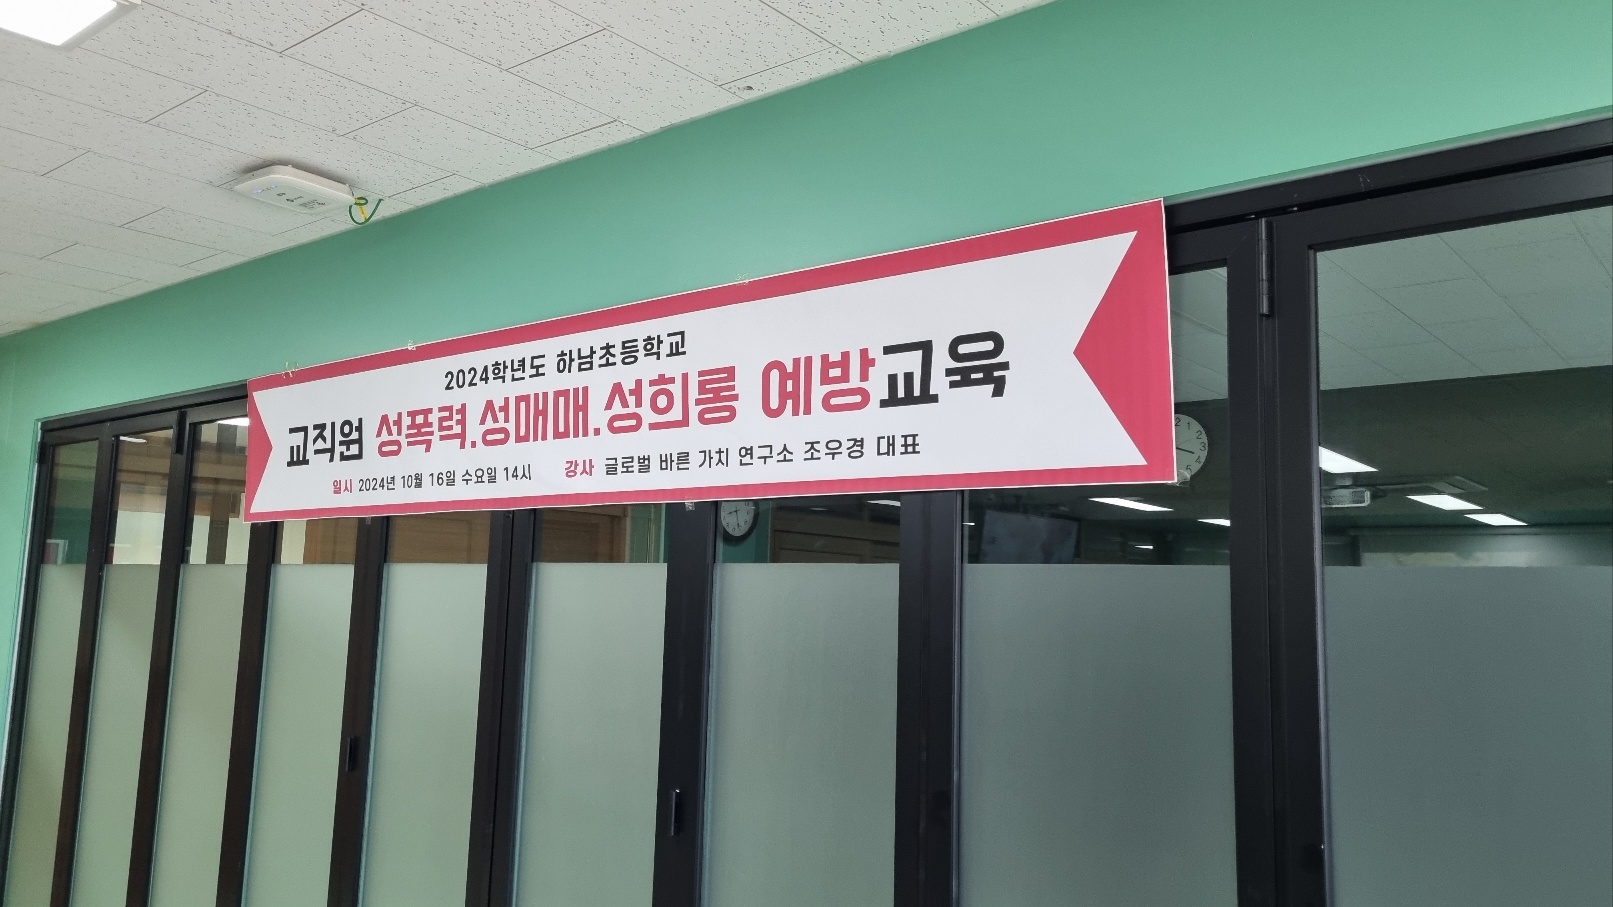 2024학년도 하남초등학교
교직원 성폭력.성매매.성희롱 예방교육
일시 2024년 10월 16일 수요일 14시 강사 글로벌 바른 가치 연구소 조우경 대표